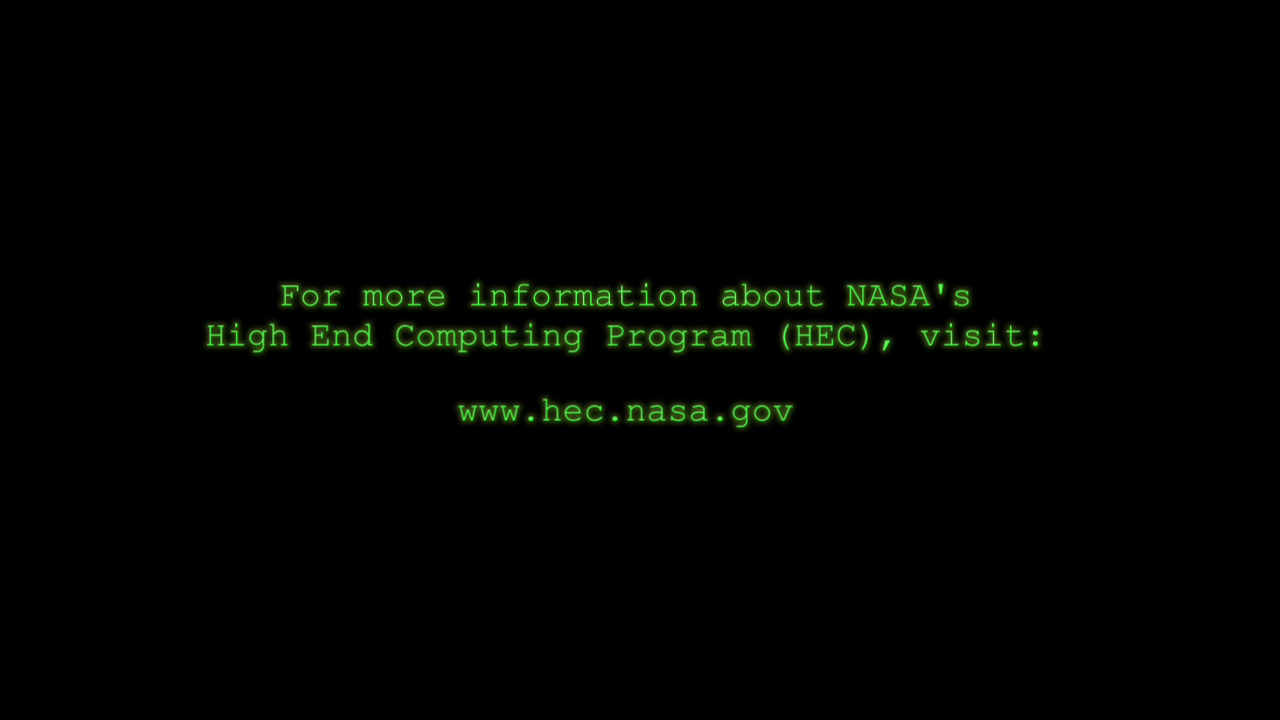 For more information about NASA's
High End Computing Program (HEC), visit:
www.hec.nasa.gov